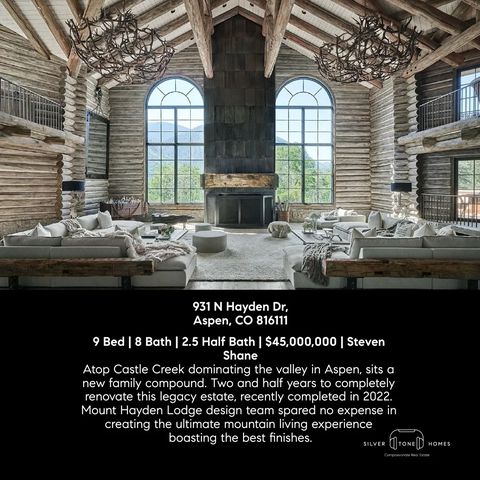 931 N Hayden Dr,
Aspen, CO 816111
9 Bed | 8 Bath | 2.5 Half Bath | $45,000,000 | Steven
Shane
Atop Castle Creek dominating the valley in Aspen, sits a
new family compound. Two and half years to completely
renovate this legacy estate, recently completed in 2022.
Mount Hayden Lodge design team spared no expense in
creating the ultimate mountain living experience
boasting the best finishes.
SILVER TONE HOMES
Compassionate Real Estate